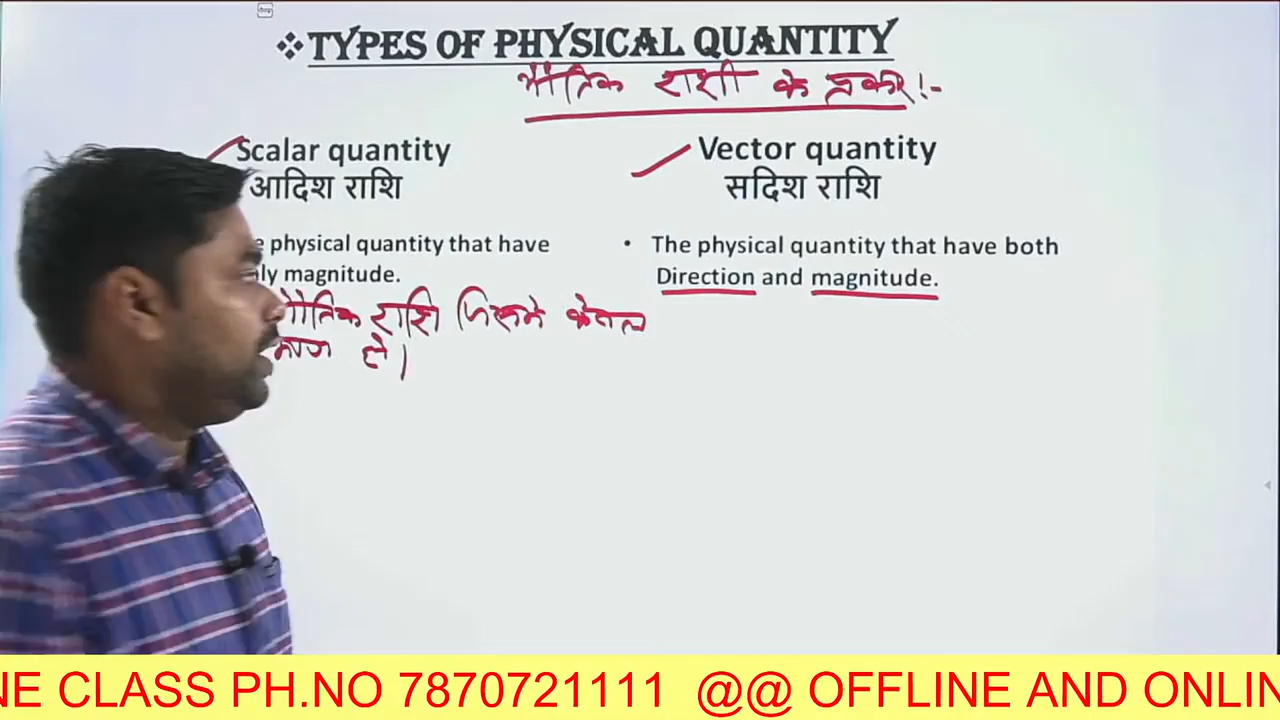 ❖TYPES OF PHYSICAL QUANTITY
भौतिक राशी के प्रकार :-
Scalar quantity
आदिश राशि
physical quantity that have
ly magnitude.
भौतिक राशि जिसमे केवल
मात्र हो।
Vector quantity
सदिश राशि
• The physical quantity that have both
Direction and magnitude.
NE CLASS PH.NO 7870721111 @@ OFFLINE AND ONLIN